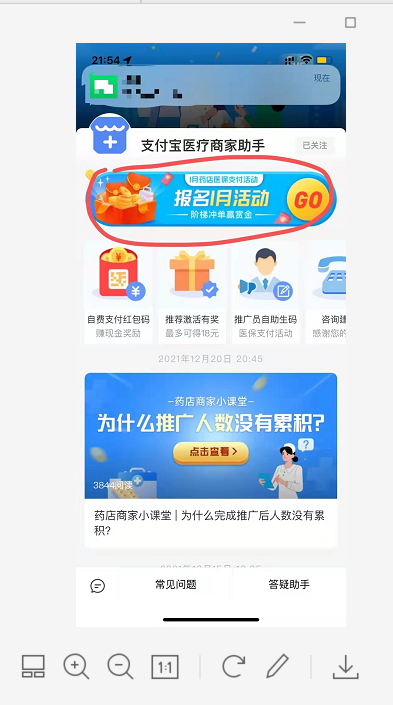 21:54
现在
支付宝医疗商家助手
已关注
1月药店医保支付活动
报名1月活动
阶梯冲单赢赏金
GO
自费支付红包码
赚现金奖励
推荐激活有奖
最多可得18元
推广员自助生码
医保支付活动
咨询建
感谢您的
2021年12月20日 20:45
药店商家小课堂
为什么推广人数没有累积?
点击查看
3844阅读
药店商家小课堂 | 为什么完成推广后人数没有累
积?
常见问题
答疑助手
1:1